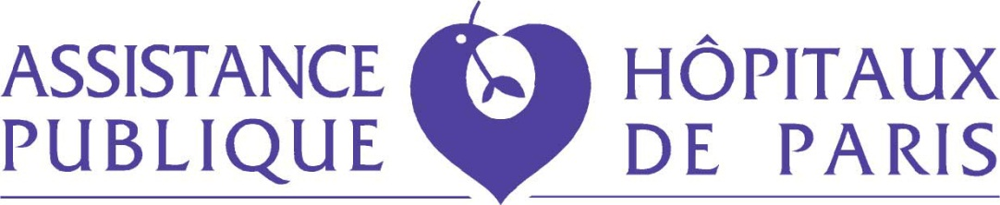 ASSISTANCE
PUBLIQUE
HÔPITAUX
DE PARIS